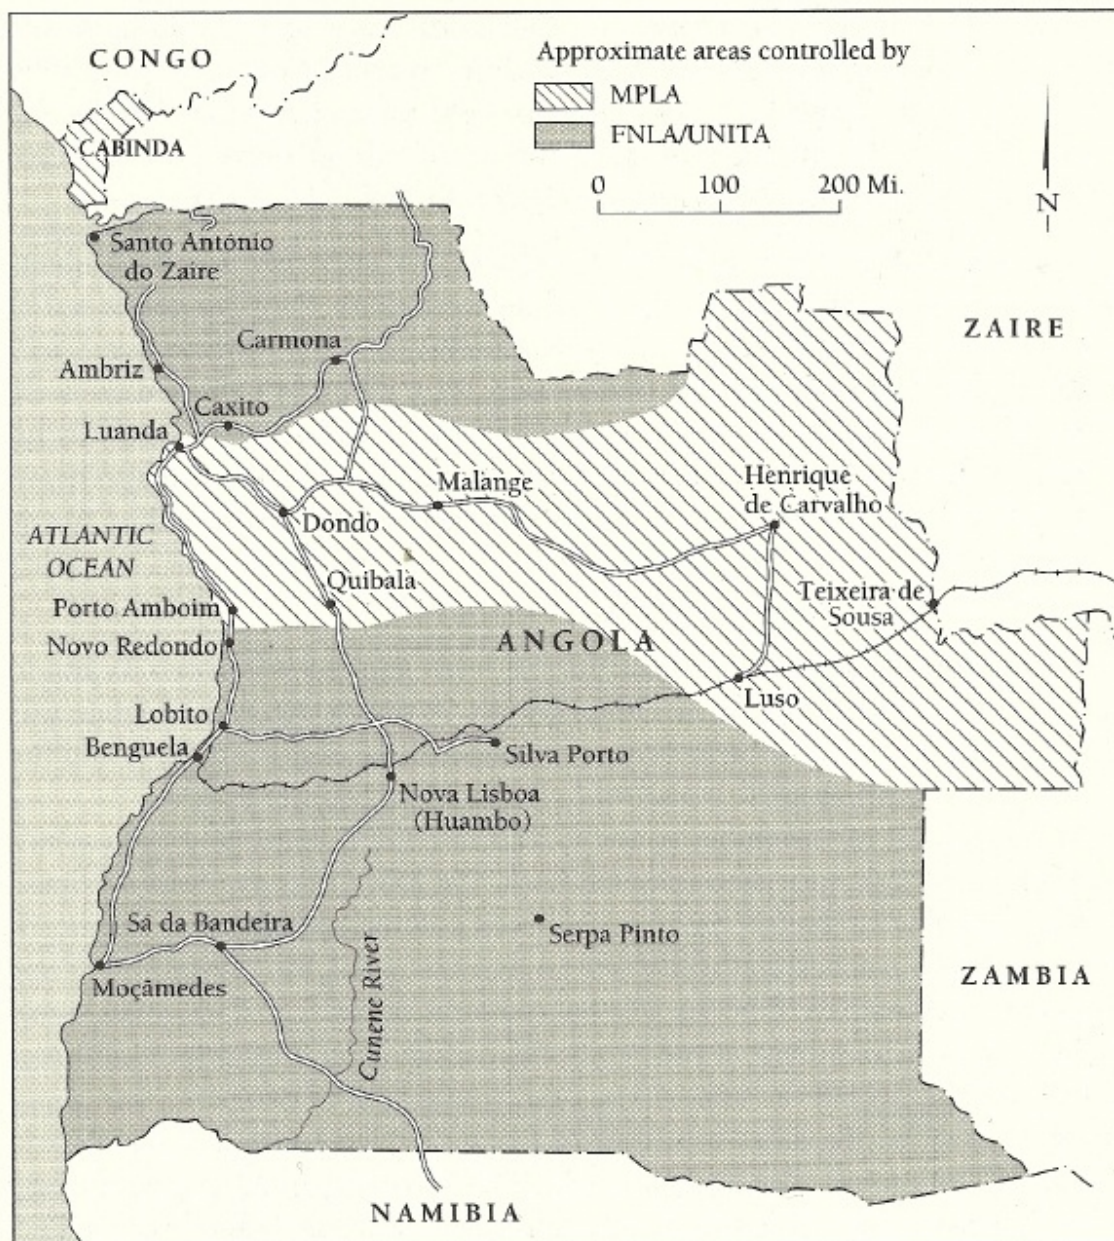 CONGO
Approximate areas controlled by
MPLA
FNLA/UNITA
CABINDA
0 100 200 Mi.
N
Santo António
do Zaire
ZAIRE
Carmona
Ambriz
Caxito
Luanda
Malange
Henrique
de Carvalho
Dondo
ATLANTIC
OCEAN
Quibala
Teixeira de
Sousa
Porto Amboim
Novo Redondo
ANGOLA
Luso
Lobito
Benguela
Silva Porto
Nova Lisboa
(Huambo)
Sá da Bandeira
Serpa Pinto
Moçâmedes
Cunene River
ZAMBIA
NAMIBIA